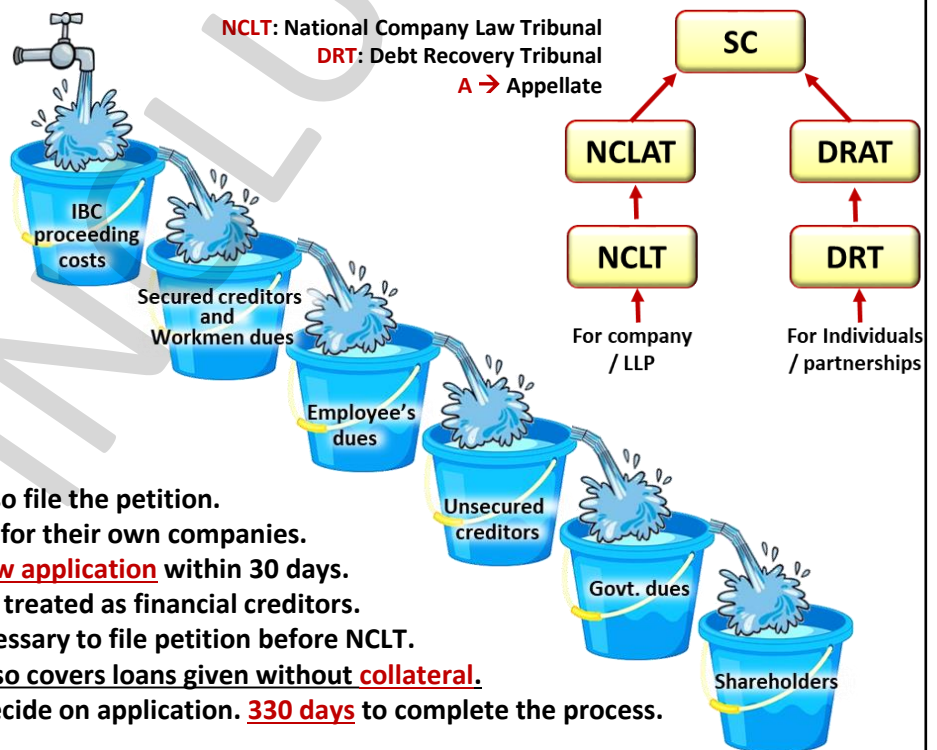 NCLT: National Company Law Tribunal
DRT: Debt Recovery Tribunal
A → Appellate
SC
NCLAT
DRAT
NCLT
DRT
For company
/ LLP
For Individuals
/ partnerships
IBC
proceeding
costs
Secured creditors
and
Workmen dues
Employee's
dues
Unsecured
creditors
Govt. dues
Shareholders
so file the petition.
for their own companies.
w application within 30 days.
treated as financial creditors.
essary to file petition before NCLT.
so covers loans given without collateral.
ecide on application. 330 days to complete the process.